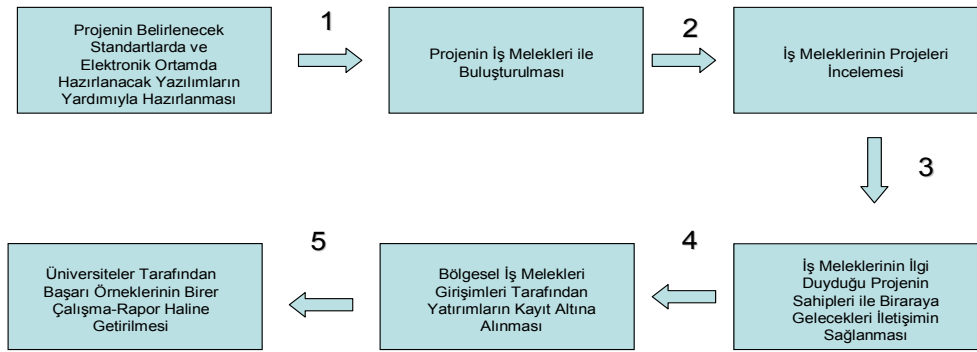 Projenin Belirlenecek
Standartlarda ve
Elektronik Ortamda
Hazırlanacak Yazılımların
Yardımıyla Hazırlanması
1
Projenin İş Melekleri ile
Buluşturulması
2
İş Meleklerinin Projeleri
İncelemesi
3
İş Meleklerinin İlgi
Duyduğu Projenin
Sahipleri ile Biraraya
Gelecekleri İletişimin
Sağlanması
4
Bölgesel İş Melekleri
Girişimleri Tarafından
Yatırımların Kayıt Altına
Alınması
5
Üniversiteler Tarafından
Başarı Örneklerinin Birer
Çalışma-Rapor Haline
Getirilmesi